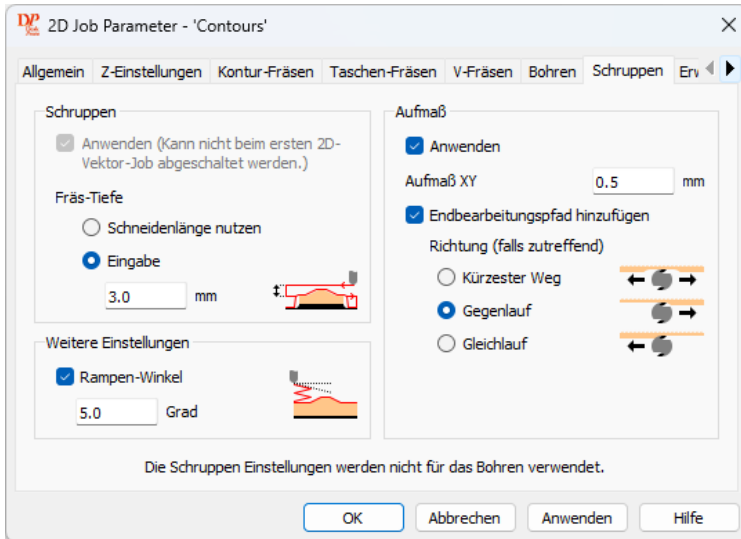 DP
2D Job Parameter - 'Contours'
Allgemein Z-Einstellungen Kontur-Fräsen Taschen-Fräsen V-Fräsen Bohren Schruppen Erw
Schruppen
Anwenden (Kann nicht beim ersten 2D-
Vektor-Job abgeschaltet werden.)
Fräs-Tiefe
Schneidenlänge nutzen
Eingabe
3.0 mm
Weitere Einstellungen
Rampen-Winkel
5.0 Grad
Aufmaß
Anwenden
Aufmaß XY 0.5 mm
Endbearbeitungspfad hinzufügen
Richtung (falls zutreffend)
Kürzester Weg
Gegenlauf
Gleichlauf
Die Schruppen Einstellungen werden nicht für das Bohren verwendet.
OK Abbrechen Anwenden Hilfe